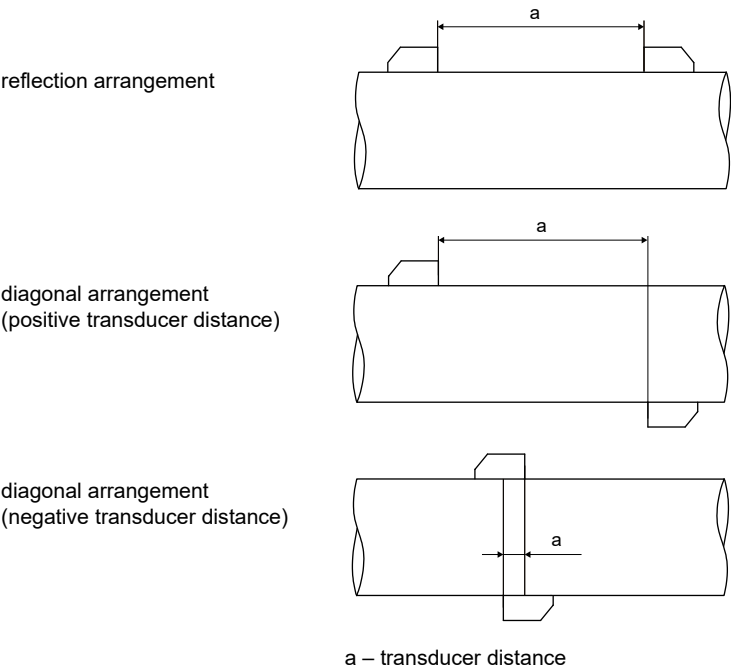 a
reflection arrangement
a
diagonal arrangement
(positive transducer distance)
diagonal arrangement
(negative transducer distance)
a
a – transducer distance